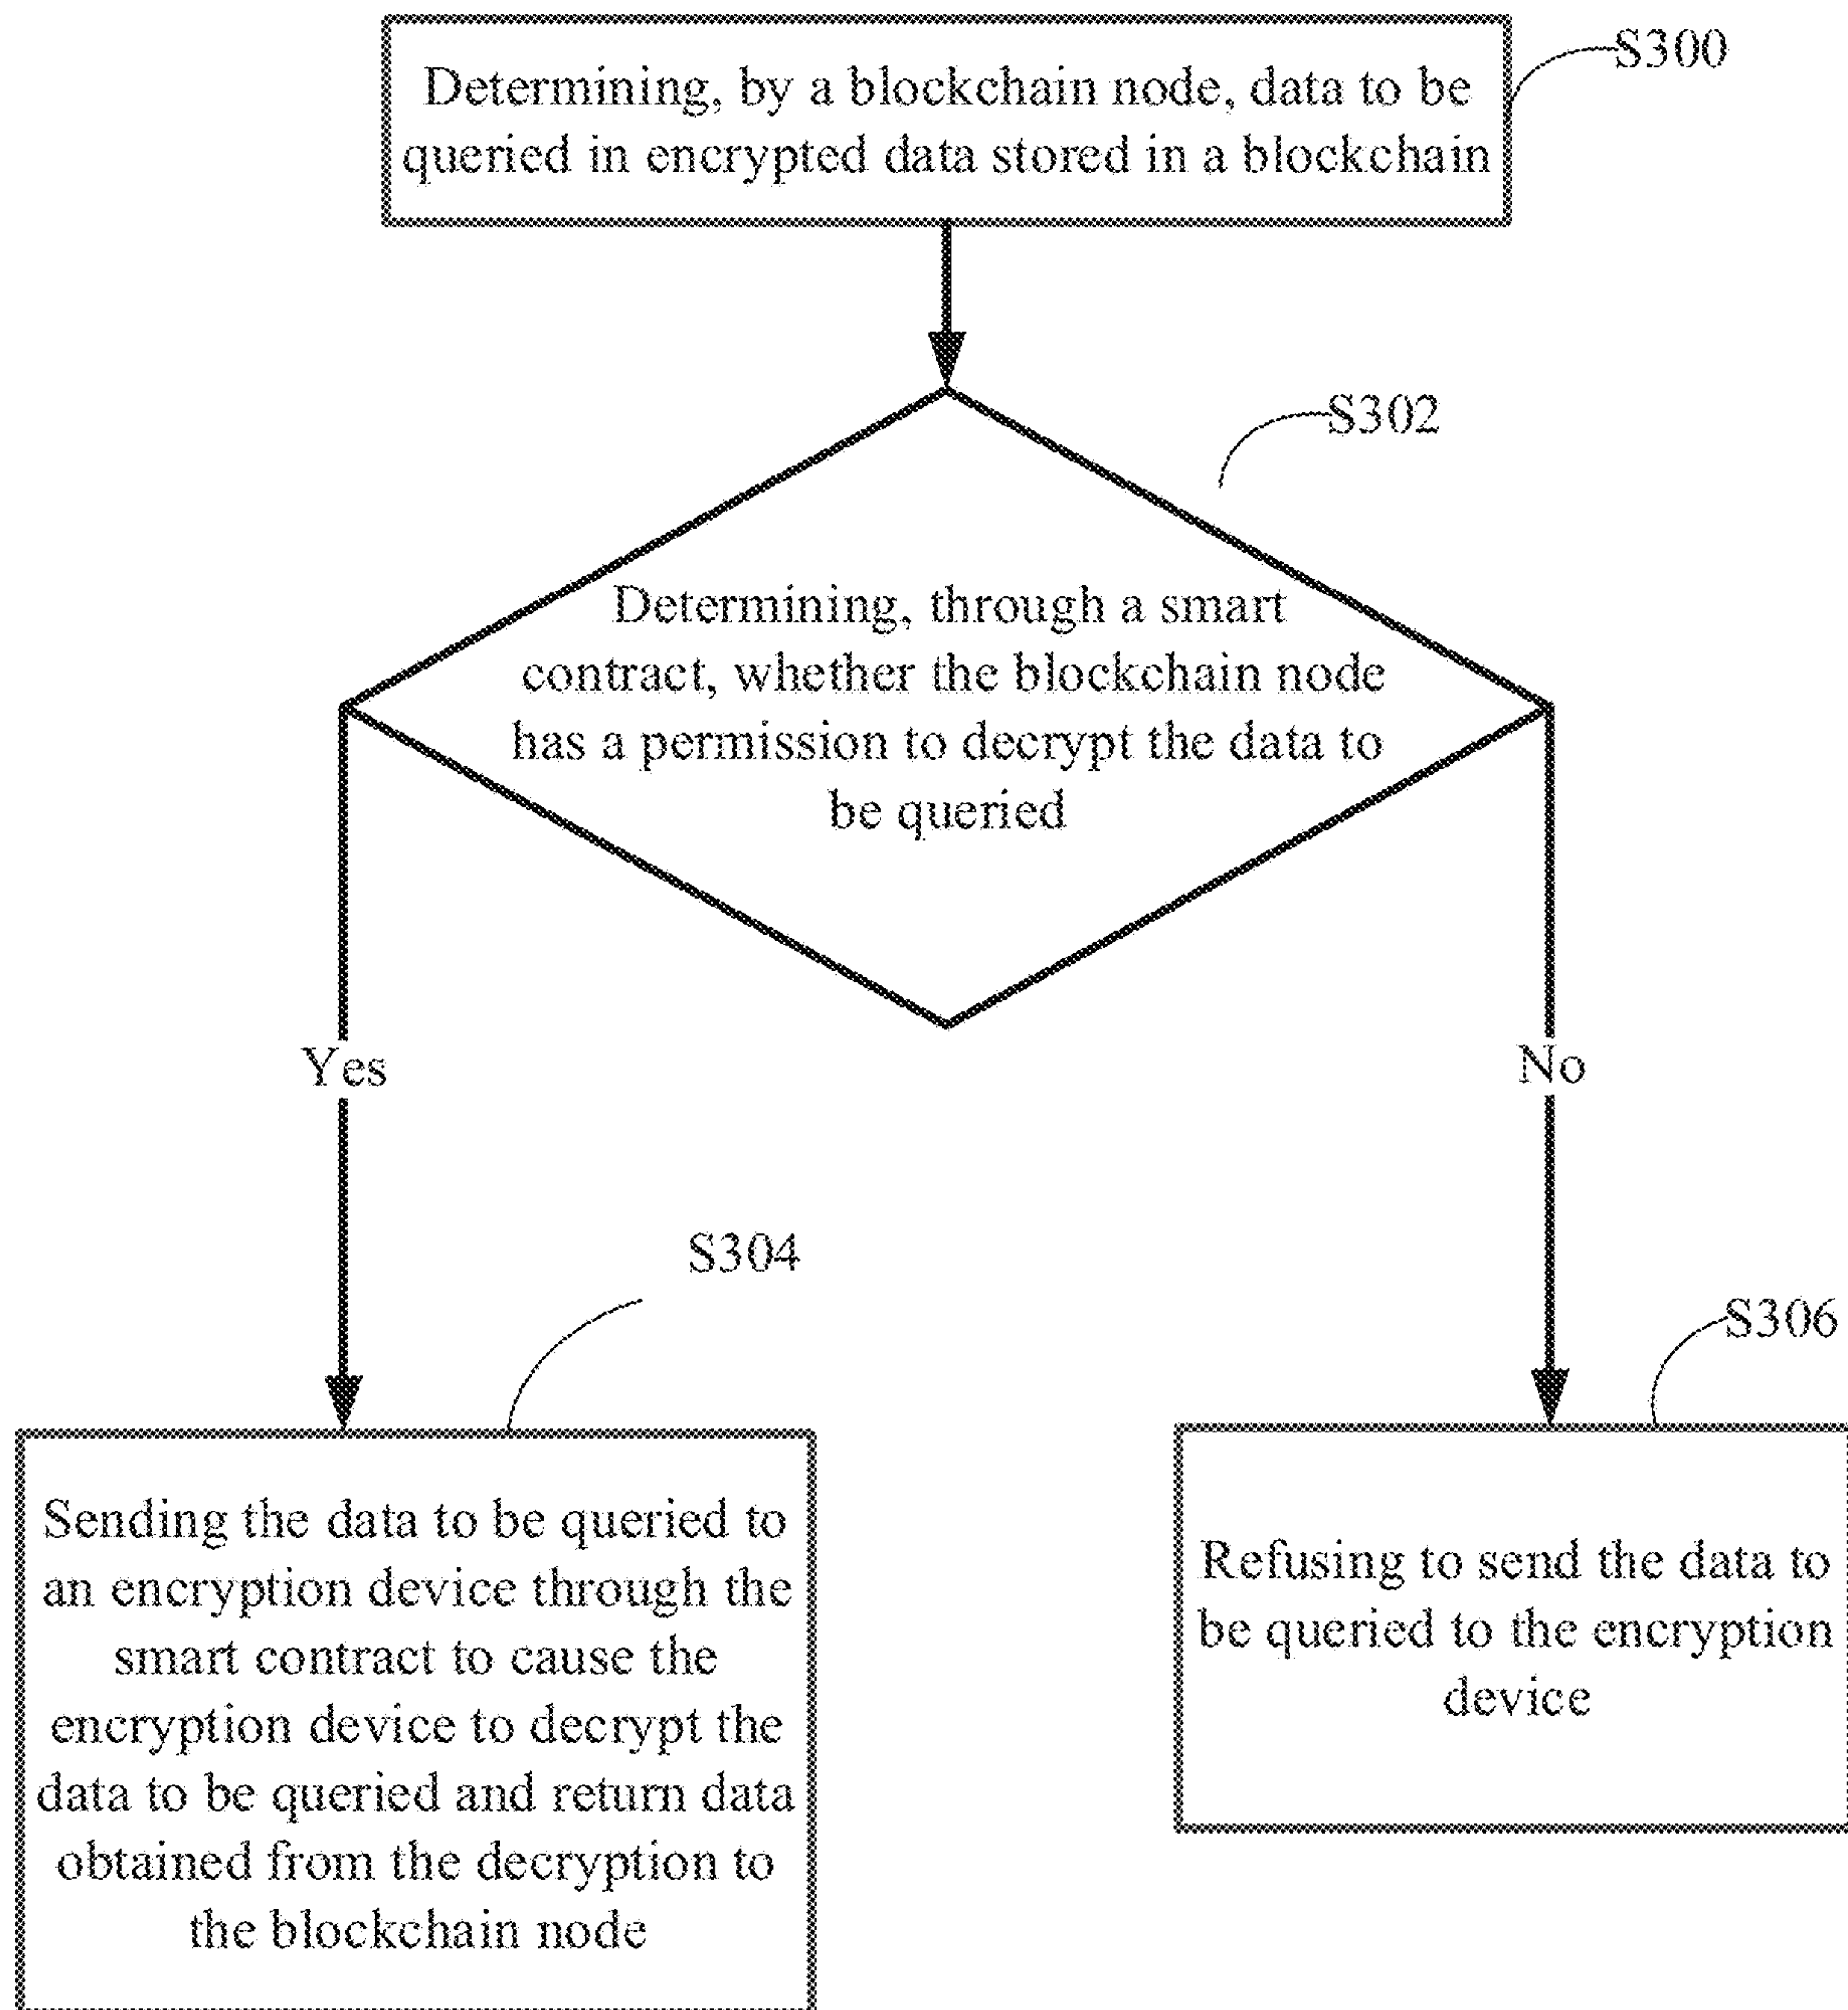 S300
Determining, by a blockchain node, data to be
queried in encrypted data stored in a blockchain
S302
Determining, through a smart
contract, whether the blockchain node
has a permission to decrypt the data to
be queried
Yes
No
S304
S306
Sending the data to be queried to
an encryption device through the
smart contract to cause the
encryption device to decrypt the
data to be queried and return data
obtained from the decryption to
the blockchain node
Refusing to send the data to
be queried to the encryption
device